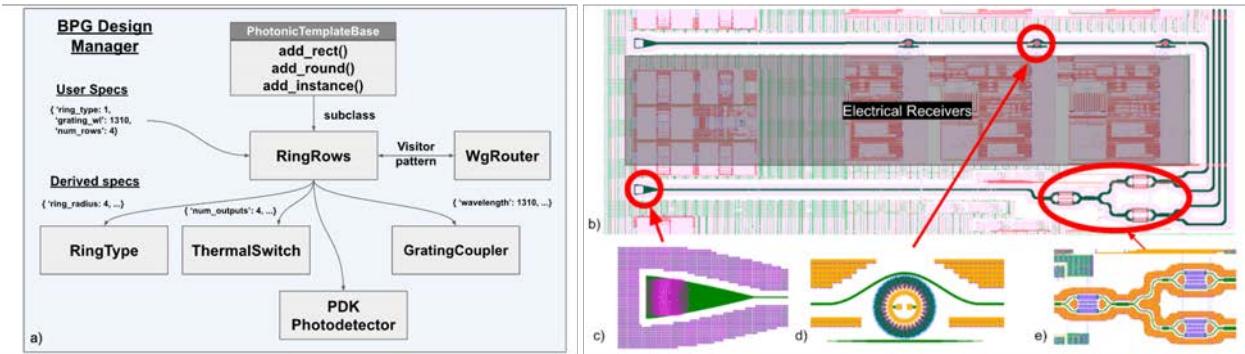 BPG Design
Manager
PhotonicTemplateBase
add_rect()
add_round()
add_instance()
User Specs
{ 'ring_type: 1,
'grating_wl': 1310,
'num_rows': 4}
subclass
RingRows
Visitor
pattern
WgRouter
Derived specs
{ 'ring_radius: 4, ...}
{ 'num_outputs': 4, ...}
{ 'wavelength': 1310, ...}
RingType
ThermalSwitch
GratingCoupler
PDK
Photodetector
a)
Electrical Receivers
b)
c)
d)
e)